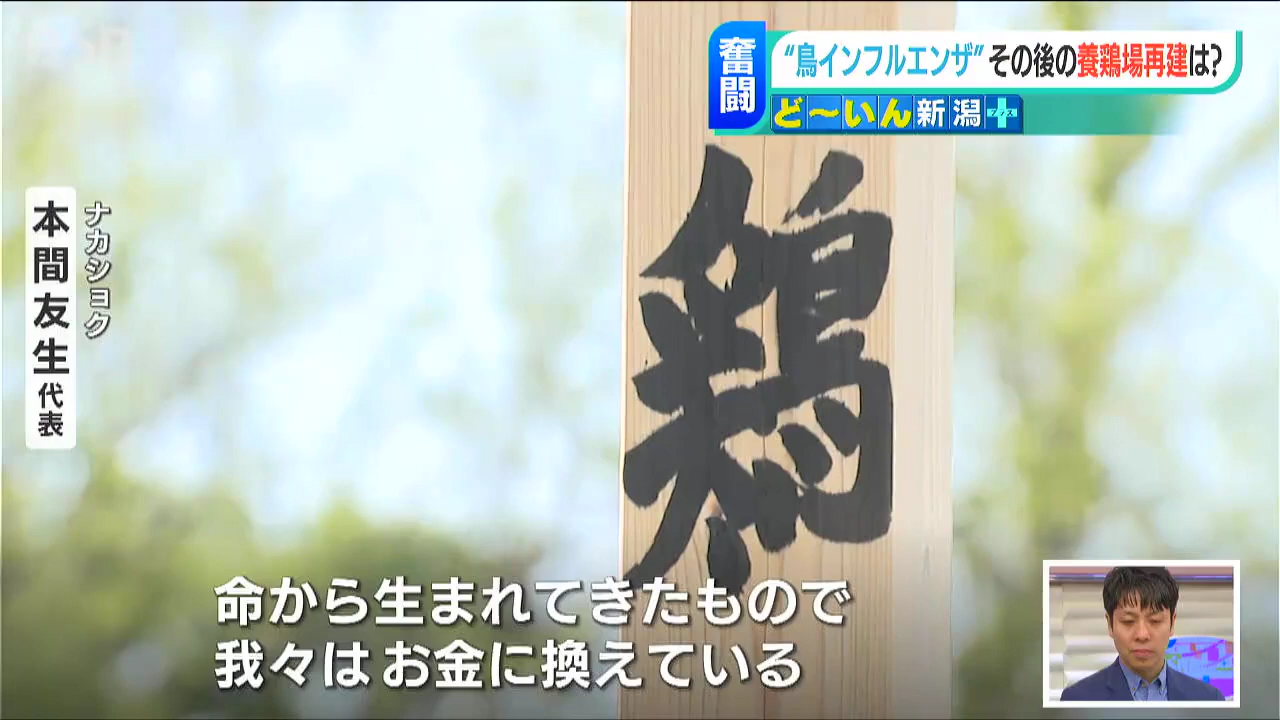 奮闘
“鳥インフルエンザ”その後の養鶏場再建は?
ど〜いん新潟プラス
ナカショク
本間友生代表
鶏
命から生まれてきたもので
我々は お金に換えている